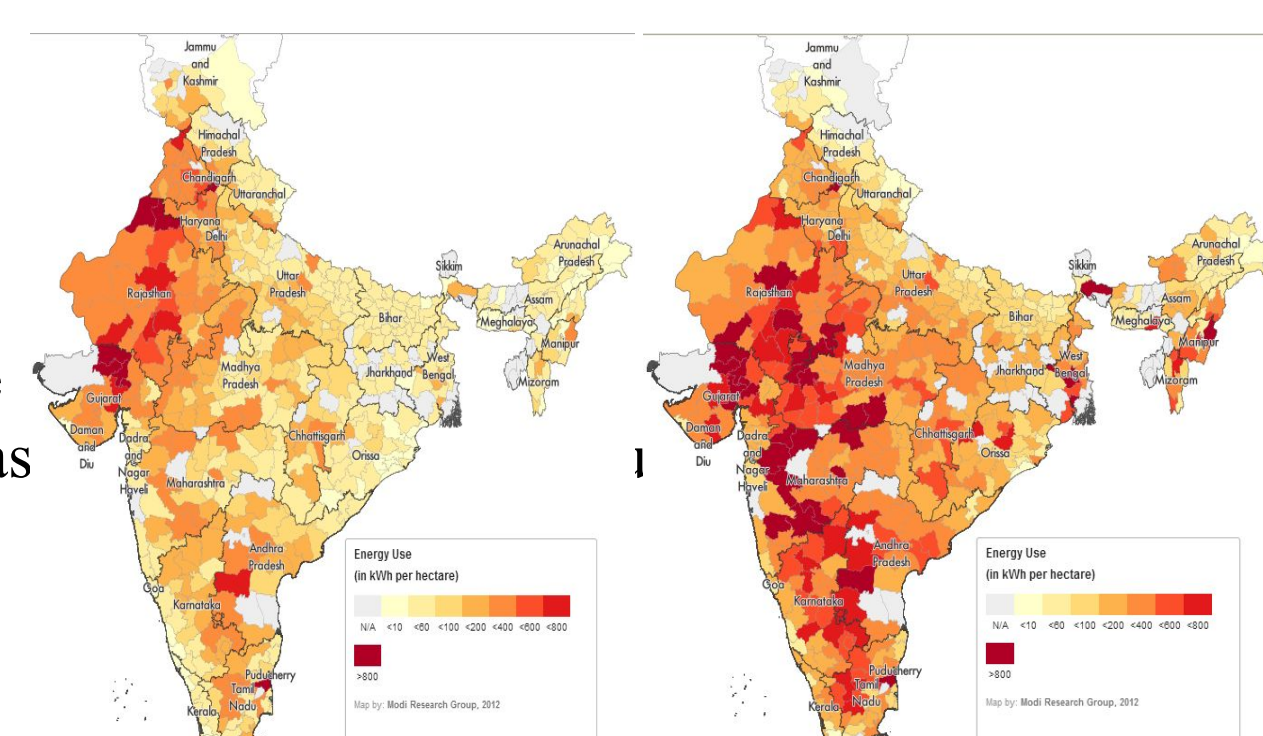 Jammu
and
Kashmir
Himachal
Pradesh
Chandigarh
Uttaranchal
Haryana
Delhi
Rajasthan
Uttar
Pradesh
Sikkim
Arunachal
Pradesh
Assam
Meghalaya
Bihar
Manipur
West
Bengal
Jharkhand
Mizoram
Madhya
Pradesh
Gujarat
Daman
and
Diu
Dadra
and
Nagar
Haveli
Chhattisgarh
Orissa
Maharashtra
as
Andhra
Pradesh
Goa
Karnataka
Puducherry
Tamil
Nadu
Kerala
Energy Use
(in kWh per hectare)
N/A <10 <60 <100 <200 <400 <600 <800
>800
Map by: Modi Research Group, 2012
Jammu
and
Kashmir
Himachal
Pradesh
Chandigarh
Uttaranchal
Haryana
Delhi
Rajasthan
Uttar
Pradesh
Sikkim
Arunachal
Pradesh
Assam
Meghalaya
Bihar
Manipur
West
Bengal
Jharkhand
Mizoram
Madhya
Pradesh
Gujarat
Daman
and
Diu
Dadra
and
Nagar
Haveli
Chhattisgarh
Orissa
Maharashtra
Andhra
Pradesh
Goa
Karnataka
Puducherry
Tamil
Nadu
Kerala
Energy Use
(in kWh per hectare)
N/A <10 <60 <100 <200 <400 <600 <800
>800
Map by: Modi Research Group, 2012